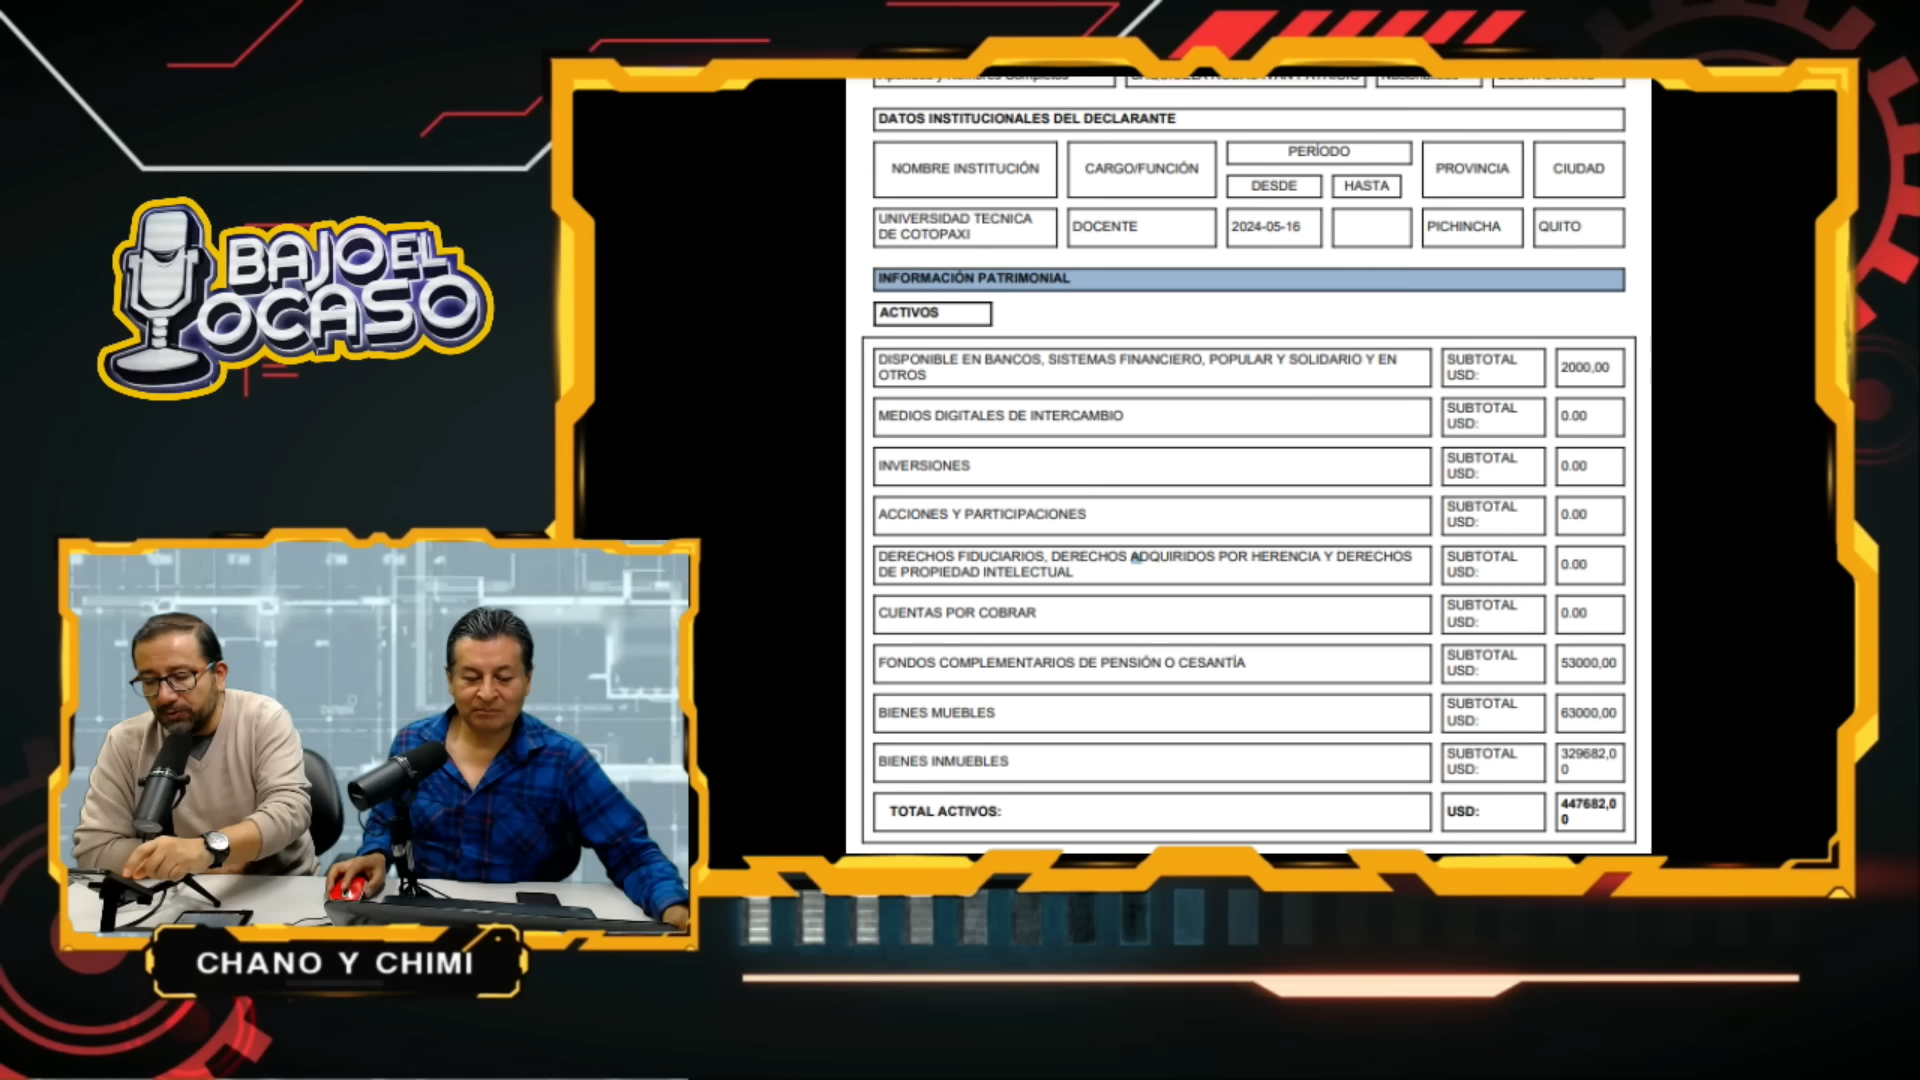 DATOS INSTITUCIONALES DEL DECLARANTE
NOMBRE INSTITUCIÓN
CARGO/FUNCIÓN
PERÍODO
DESDE
HASTA
PROVINCIA
CIUDAD
UNIVERSIDAD TECNICA
DE COTOPAXI
DOCENTE
2024-05-16
PICHINCHA
QUITO
INFORMACIÓN PATRIMONIAL
ACTIVOS
DISPONIBLE EN BANCOS, SISTEMAS FINANCIERO, POPULAR Y SOLIDARIO Y EN
OTROS
SUBTOTAL
USD:
2000,00
MEDIOS DIGITALES DE INTERCAMBIO
SUBTOTAL
USD:
0.00
INVERSIONES
SUBTOTAL
USD:
0.00
ACCIONES Y PARTICIPACIONES
SUBTOTAL
USD:
0.00
DERECHOS FIDUCIARIOS, DERECHOS ADQUIRIDOS POR HERENCIA Y DERECHOS
DE PROPIEDAD INTELECTUAL
SUBTOTAL
USD:
0.00
CUENTAS POR COBRAR
SUBTOTAL
USD:
0.00
FONDOS COMPLEMENTARIOS DE PENSIÓN O CESANTÍA
SUBTOTAL
USD:
53000,00
BIENES MUEBLES
SUBTOTAL
USD:
63000,00
BIENES INMUEBLES
SUBTOTAL
USD:
329682,0
0
TOTAL ACTIVOS:
USD:
447682,0
0
BAJO EL
OCASO
CHANO Y CHIMI